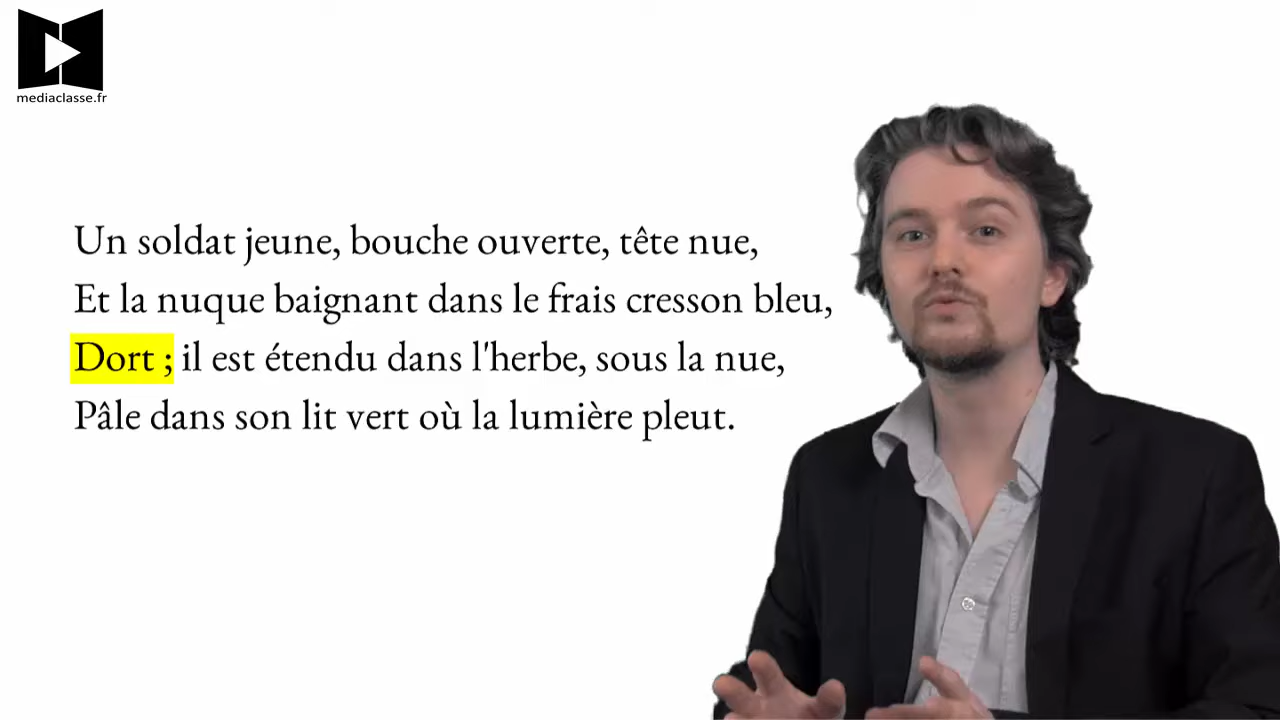 mediaclasse.fr
Un soldat jeune, bouche ouverte, tête nue,
Et la nuque baignant dans le frais cresson bleu,
Dort ; il est étendu dans l'herbe, sous la nue,
Pâle dans son lit vert où la lumière pleut.